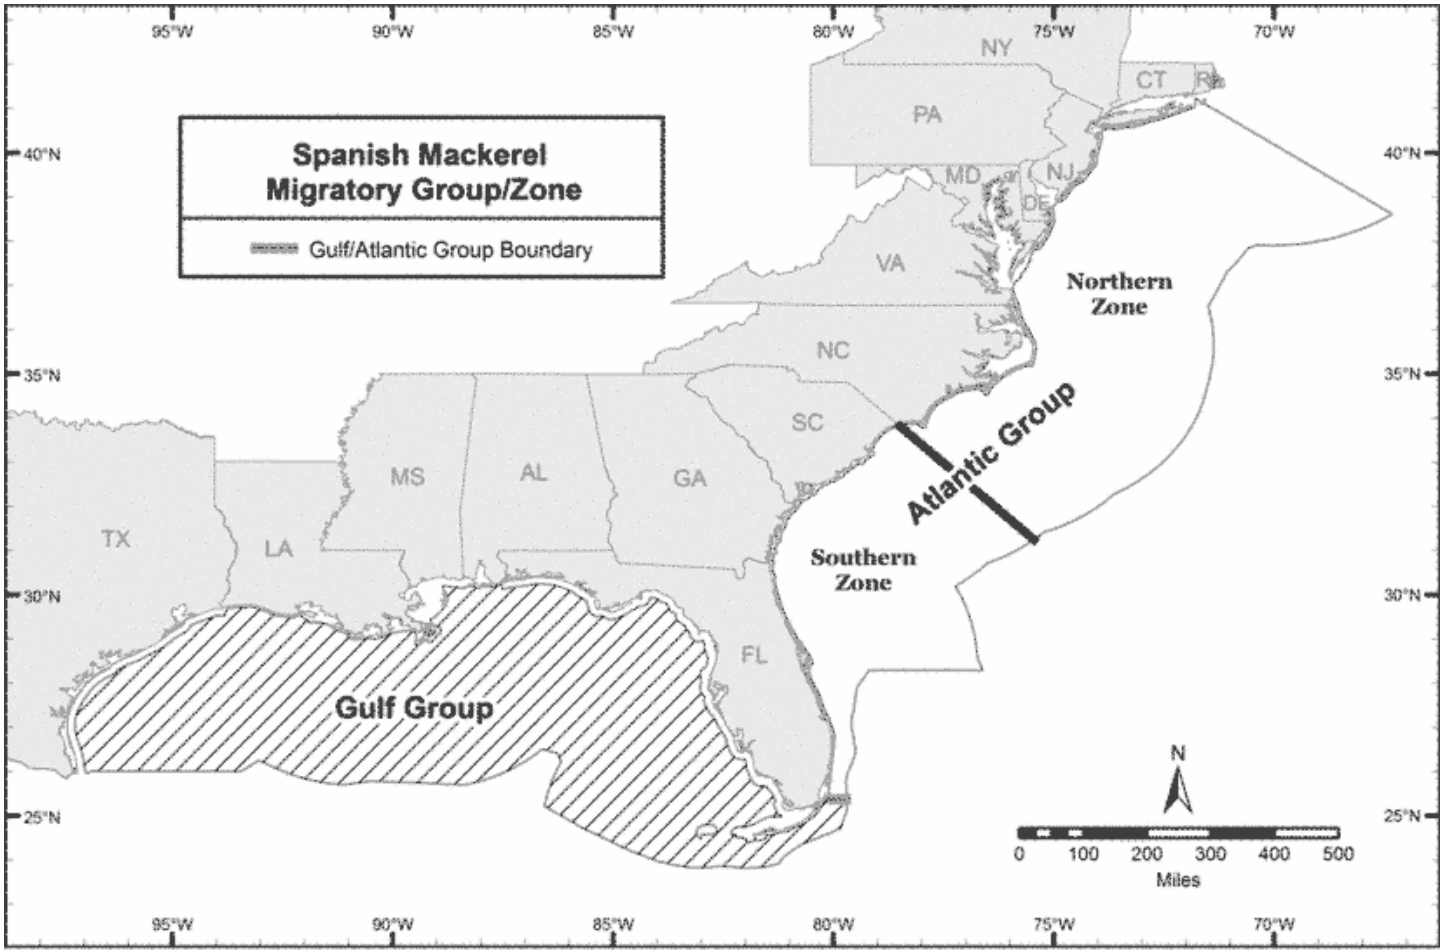 95°W 90°W 85°W 80°W 75°W 70°W
NY
CT
PA
40°N
40°N
Spanish Mackerel
Migratory Group/Zone
Gulf/Atlantic Group Boundary
MD
NJ
DE
VA
Northern
Zone
NC
35°N
35°N
SC
Atlantic Group
MS
AL
GA
TX
LA
Southern
Zone
30°N
30°N
FL
Gulf Group
N
25°N
25°N
0 100 200 300 400 500
Miles
95°W 90°W 85°W 80°W 75°W 70°W